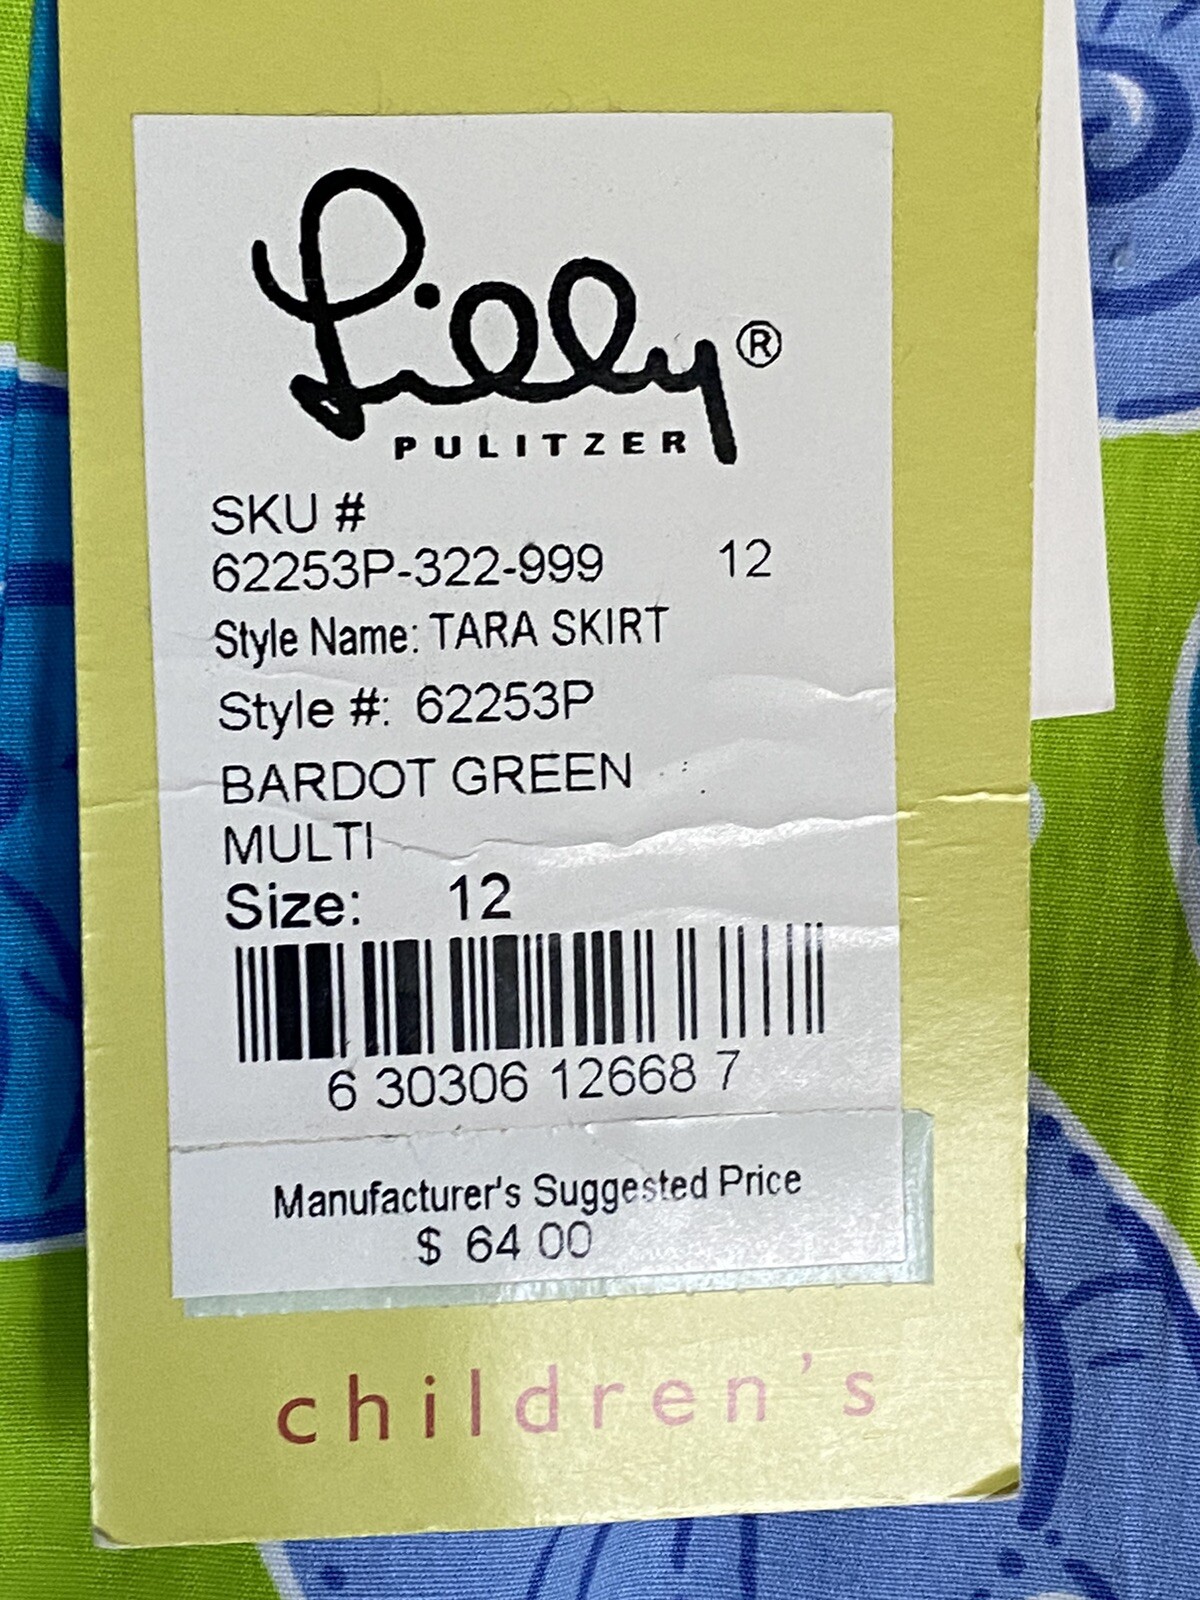 Lilly®
PULITZER
SKU #
62253P-322-999 12
Style Name: TARA SKIRT
Style #: 62253P
BARDOT GREEN
MULTI
Size: 12
6 30306 12668 7
Manufacturer's Suggested Price
$ 64 00
children's